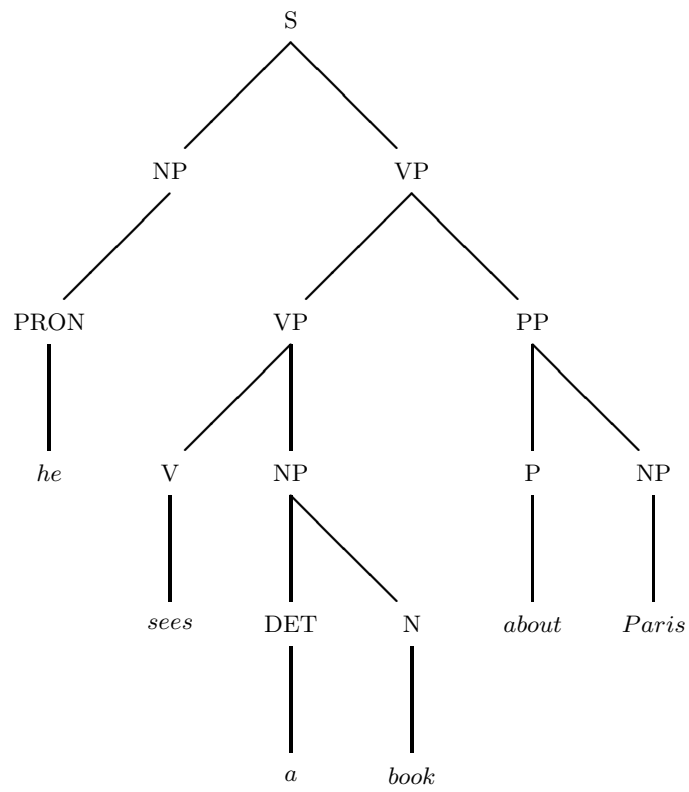 S
NP VP
PRON VP PP
he V NP P NP
sees DET N about Paris
a book